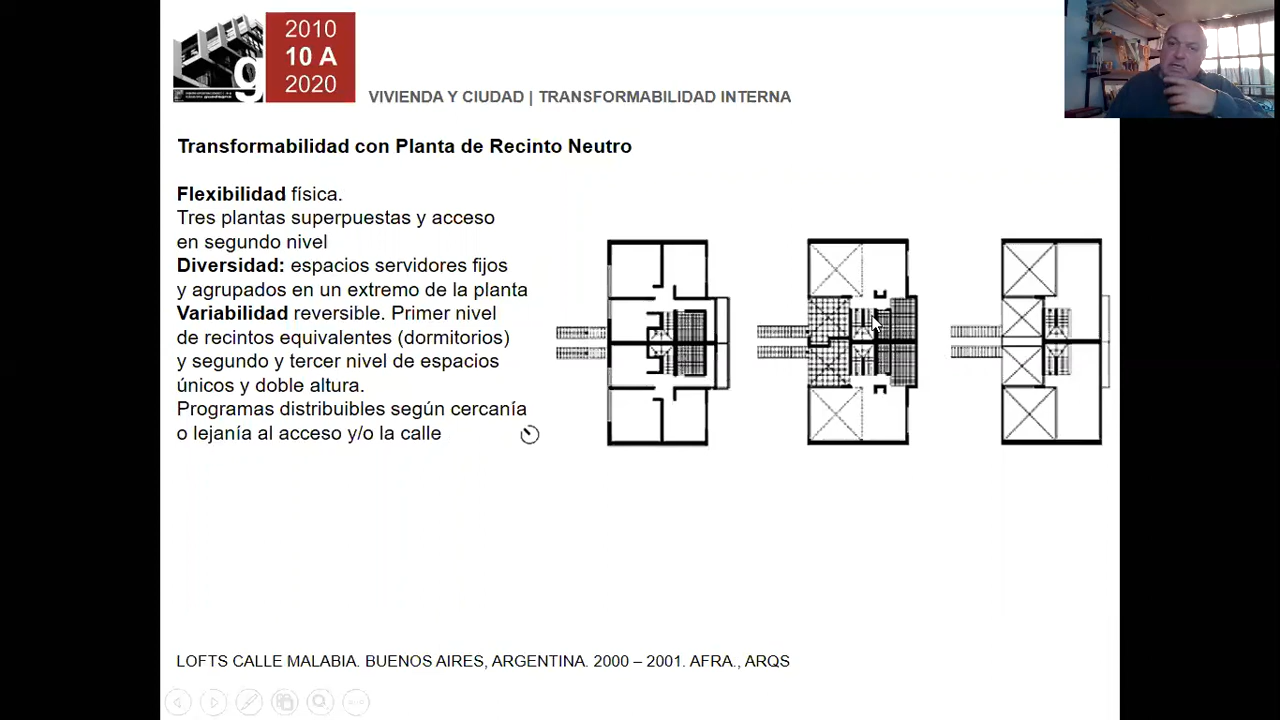 2010
10 A
2020
g
VIVIENDA Y CIUDAD | TRANSFORMABILIDAD INTERNA
Transformabilidad con Planta de Recinto Neutro
Flexibilidad física.
Tres plantas superpuestas y acceso
en segundo nivel
Diversidad: espacios servidores fijos
y agrupados en un extremo de la planta
Variabilidad reversible. Primer nivel
de recintos equivalentes (dormitorios)
y segundo y tercer nivel de espacios
únicos y doble altura.
Programas distribuibles según cercanía
o lejanía al acceso y/o la calle
LOFTS CALLE MALABIA. BUENOS AIRES, ARGENTINA. 2000 – 2001. AFRA., ARQS